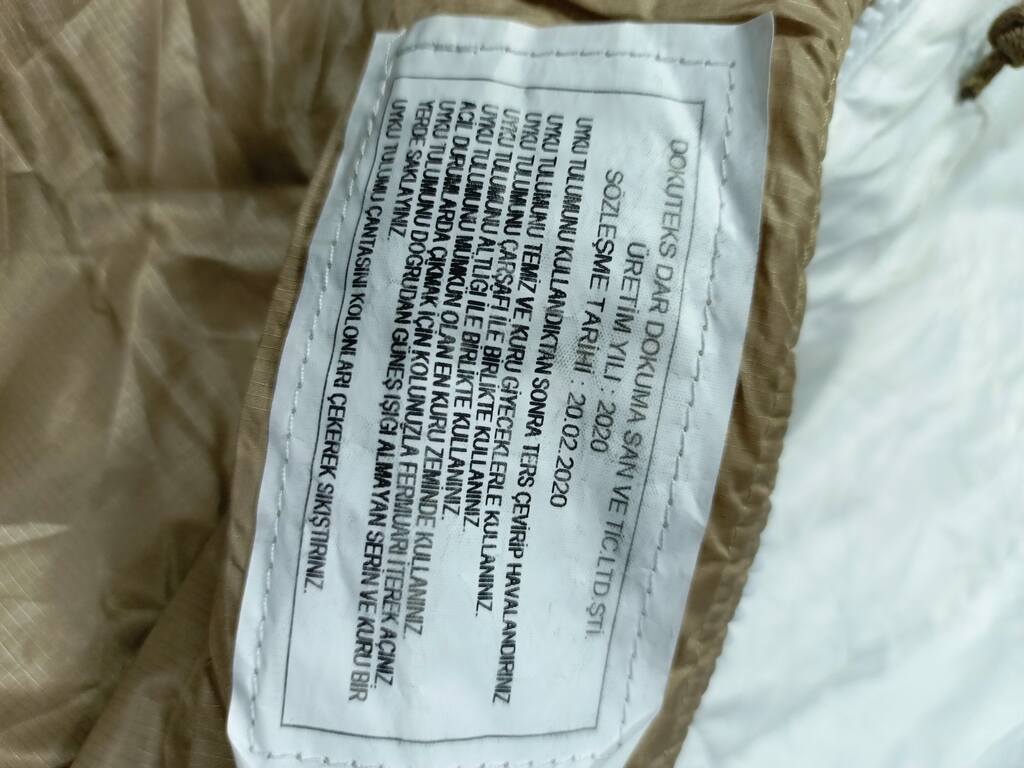 DOKUTEKS DAR DOKUMA SAN VE TİC.LTD.ŞTİ.
ÜRETİM YILI : 2020
SÖZLEŞME TARİHİ : 20.02.2020
UYKU TULUMUNU KULLANDIKTAN SONRA TERS ÇEVİRİP HAVALANDIRINIZ
UYKU TULUMUNU TEMİZ VE KURU GİYECEKLERLE KULLANINIZ.
UYKU TULUMUNU ÇARŞAFI İLE BİRLİKTE KULLANINIZ.
UYKU TULUMUNU ALTLIĞI İLE BİRLİKTE KULLANINIZ.
UYKU TULUMUNU MÜMKÜN OLAN EN KURU ZEMİNDE KULLANINIZ.
ACİL DURUMLARDA ÇIKMAK İÇİN KOLUNUZLA FERMUARI İTEREK AÇINIZ
UYKU TULUMUNU DOĞRUDAN GÜNEŞ IŞIĞI ALMAYAN SERİN VE KURU BİR
YERDE SAKLAYINIZ.
UYKU TULUMU ÇANTASINI KOLONLARI ÇEKEREK SIKIŞTIRINIZ.